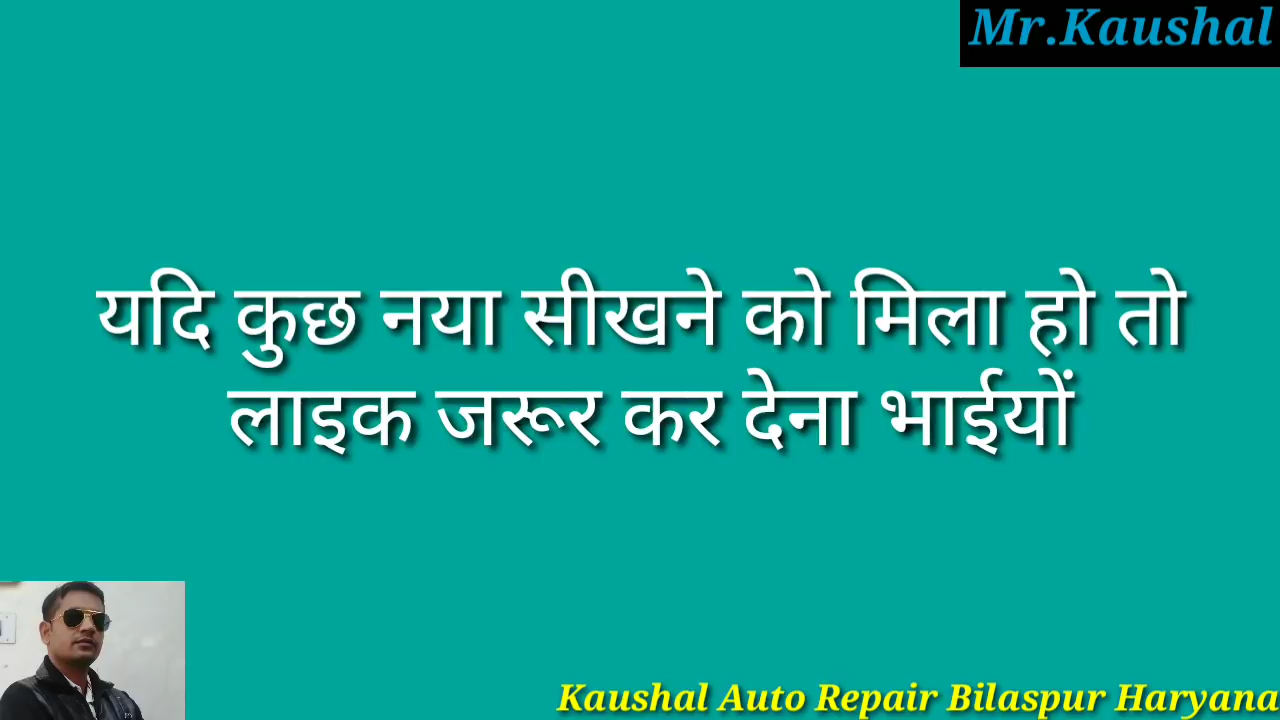 Mr.Kaushal
यदि कुछ नया सीखने को मिला हो तो
लाइक जरूर कर देना भाईयों
Kaushal Auto Repair Bilaspur Haryana